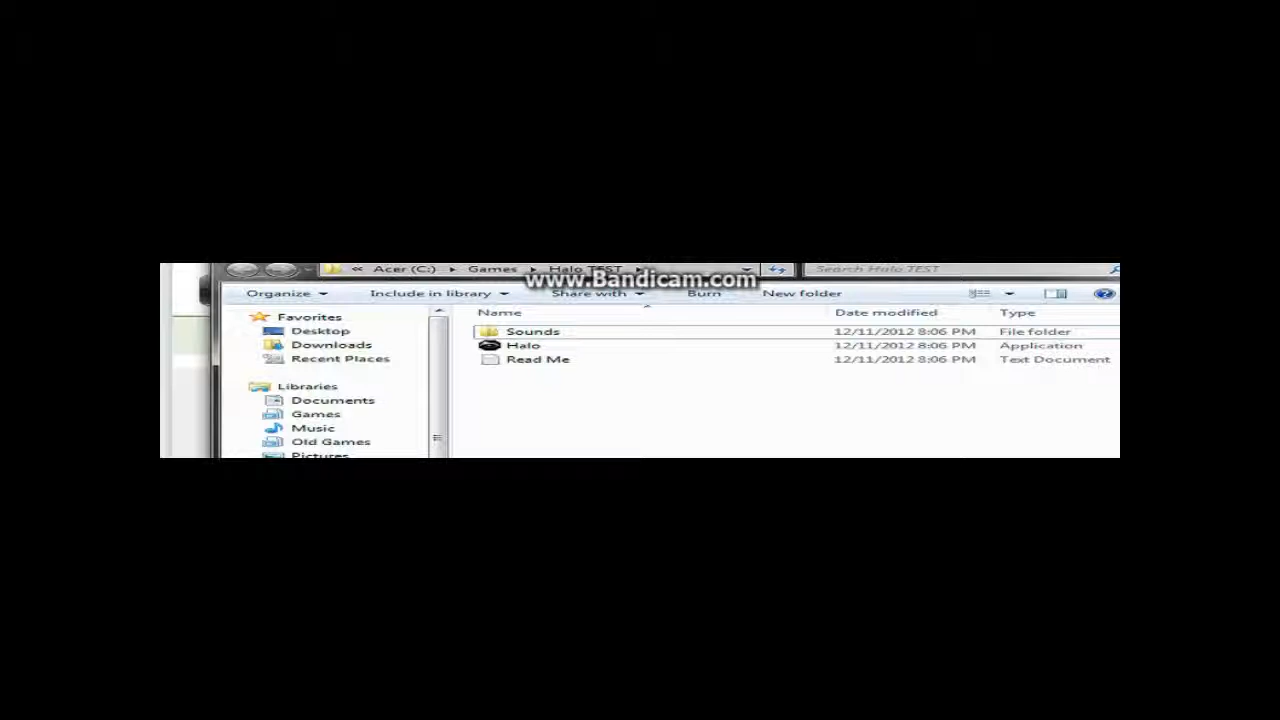 « Acer (C:) ▸ Games ▸ Halo TEST ▸ Search Halo TEST
www.Bandicam.com
Organize Include in library Share with Burn New folder
Name Date modified Type
Favorites
Desktop
Downloads
Recent Places
Libraries
Documents
Games
Music
Old Games
Pictures
Sounds 12/11/2012 8:06 PM File folder
Halo 12/11/2012 8:06 PM Application
Read Me 12/11/2012 8:06 PM Text Document